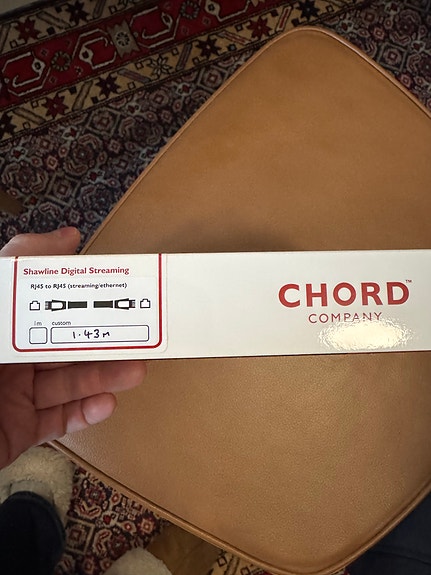 Shawline Digital Streaming
RJ45 to RJ45 (streaming/ethernet)
1m custom
1.43m
CHORD™
COMPANY